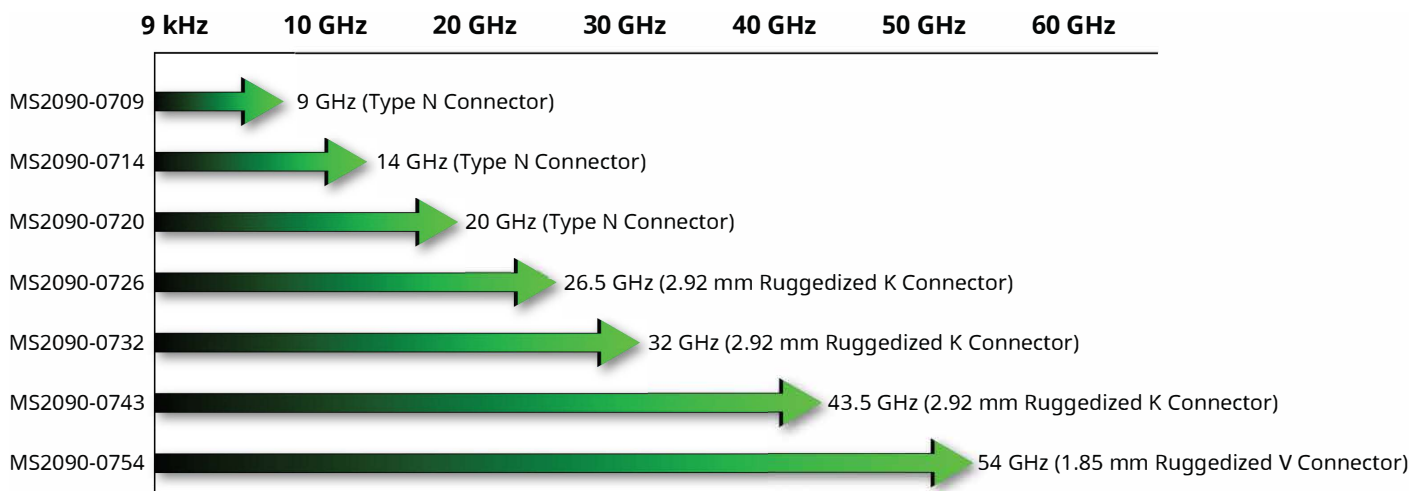 9 kHz 10 GHz 20 GHz 30 GHz 40 GHz 50 GHz 60 GHz
MS2090-0709 9 GHz (Type N Connector)
MS2090-0714 14 GHz (Type N Connector)
MS2090-0720 20 GHz (Type N Connector)
MS2090-0726 26.5 GHz (2.92 mm Ruggedized K Connector)
MS2090-0732 32 GHz (2.92 mm Ruggedized K Connector)
MS2090-0743 43.5 GHz (2.92 mm Ruggedized K Connector)
MS2090-0754 54 GHz (1.85 mm Ruggedized V Connector)